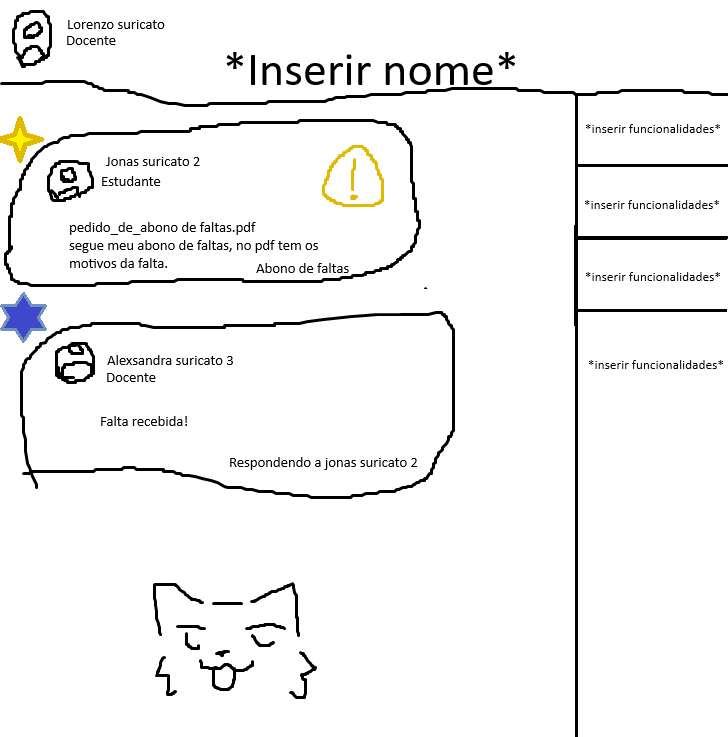 Lorenzo suricato
Docente
*Inserir nome*
*inserir funcionalidades*
Jonas suricato 2
Estudante
!
pedido_de_abono de faltas.pdf
segue meu abono de faltas, no pdf tem os
motivos da falta.
Abono de faltas
*inserir funcionalidades*
*inserir funcionalidades*
Alexsandra suricato 3
Docente
*inserir funcionalidades*
Falta recebida!
Respondendo a jonas suricato 2